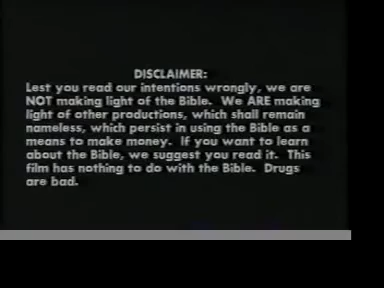 DISCLAIMER:
Lest you read our intentions wrongly, we are
NOT making light of the Bible. We ARE making
light of other productions, which shall remain
nameless, which persist in using the Bible as a
means to make money. If you want to learn
about the Bible, we suggest you read it. This
film has nothing to do with the Bible. Drugs
are bad.